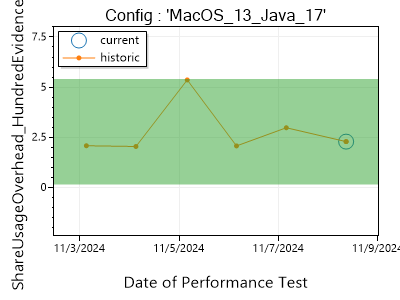 Config : 'MacOS_13_Java_17'
ShareUsageOverhead_HundredEvidence
7.5
5
2.5
0
current
historic
11/3/2024
11/5/2024
11/7/2024
11/9/2024
Date of Performance Test